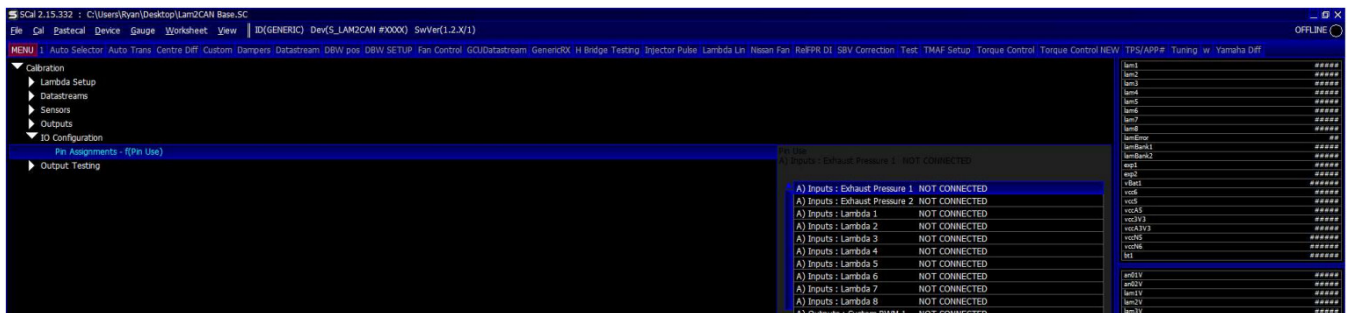 SCal 2.15.332 : C:\Users\Ryan\Desktop\Lam2CAN Base.SC
File Cal Pastecal Device Gauge Worksheet View ID(GENERIC) Dev(S_LAM2CAN #XXXX) SwVer(1.2.X/1) OFFLINE
MENU 1 Auto Selector Auto Trans Centre Diff Custom Dampers Datastream DBW pos DBW SETUP Fan Control GCUDatastream GenericRX H Bridge Testing Injector Pulse Lambda Lin Nissan Fan RelFPR DI SBV Correction Test TMAF Setup Torque Control Torque Control NEW TPS/APP# Tuning w Yamaha Diff
Calibration
Lambda Setup
Datastreams
Sensors
Outputs
IO Configuration
Pin Assignments - f(Pin Use)
Output Testing
Pin Use
A) Inputs : Exhaust Pressure 1 NOT CONNECTED
A) Inputs : Exhaust Pressure 1 NOT CONNECTED
A) Inputs : Exhaust Pressure 2 NOT CONNECTED
A) Inputs : Lambda 1 NOT CONNECTED
A) Inputs : Lambda 2 NOT CONNECTED
A) Inputs : Lambda 3 NOT CONNECTED
A) Inputs : Lambda 4 NOT CONNECTED
A) Inputs : Lambda 5 NOT CONNECTED
A) Inputs : Lambda 6 NOT CONNECTED
A) Inputs : Lambda 7 NOT CONNECTED
A) Inputs : Lambda 8 NOT CONNECTED
A) Outputs : Custom PWM 1 NOT CONNECTED
lam1 #####
lam2 #####
lam3 #####
lam4 #####
lam5 #####
lam6 #####
lam7 #####
lam8 #####
lamError ##
lamBank1 #####
lamBank2 #####
exp1 #####
exp2 #####
vBat1 ######
vcc6 #####
vcc5 #####
vccA5 #####
vcc3V3 #####
vccA3V3 #####
vccN5 ######
vccN6 ######
bt1 ######
an01V #####
an02V #####
lam1V #####
lam2V #####
lam3V #####